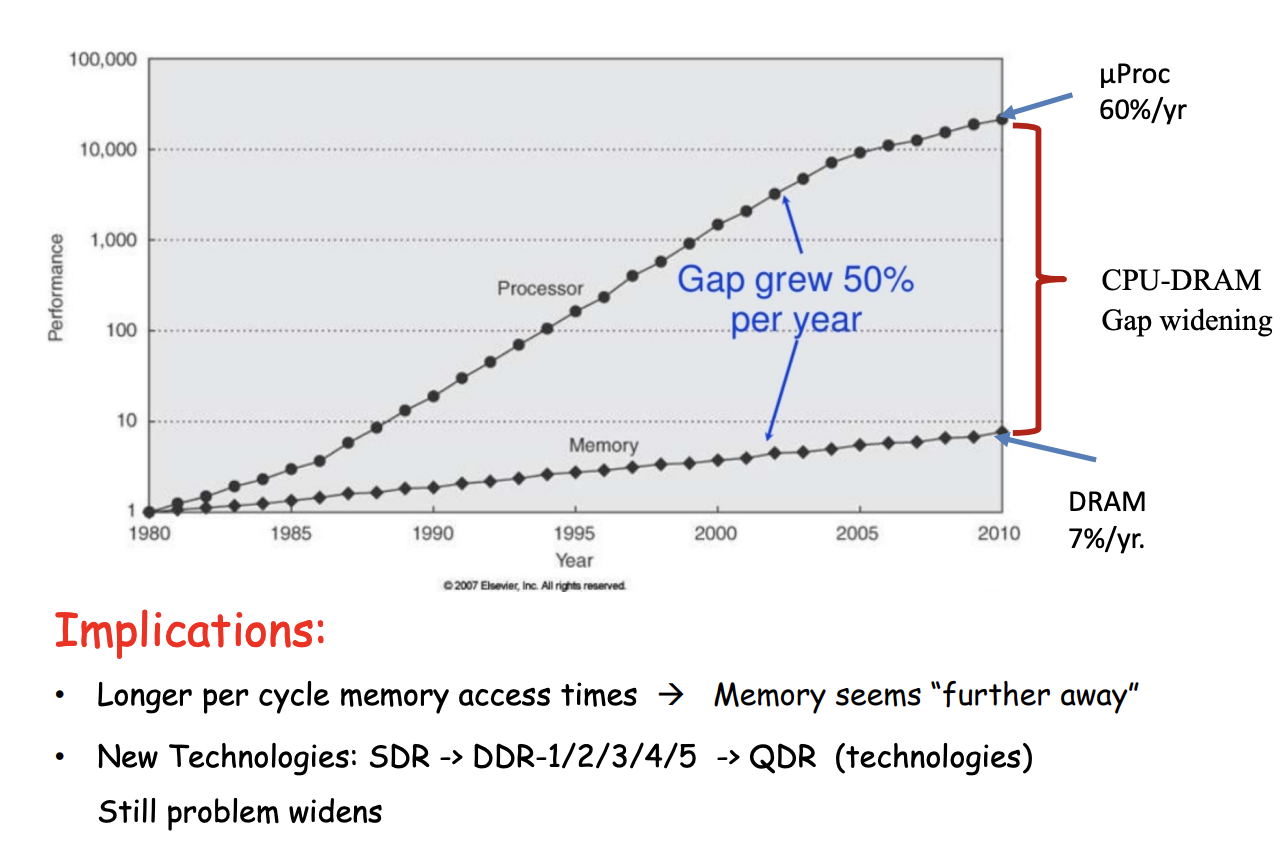 100,000
10,000
1,000
100
10
1
Performance
1980
1985
1990
1995
2000
2005
2010
Year
Processor
Memory
Gap grew 50%
per year
µProc
60%/yr
CPU-DRAM
Gap widening
DRAM
7%/yr.
© 2007 Elsevier, Inc. All rights reserved.
Implications:
• Longer per cycle memory access times → Memory seems “further away”
• New Technologies: SDR -> DDR-1/2/3/4/5 -> QDR (technologies)
Still problem widens